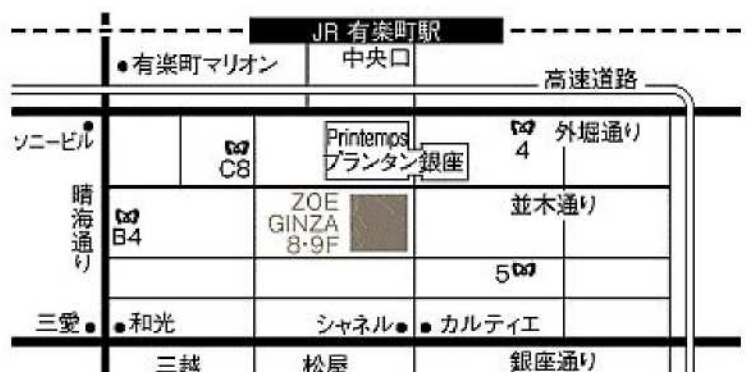 JR 有楽町駅
中央口
有楽町マリオン
高速道路
ソニービル
C8
Printemps
プランタン銀座
4
外堀通り
晴海通り
B4
ZOE
GINZA
8・9F
並木通り
5
三愛
和光
シャネル
カルティエ
三越
松屋
銀座通り